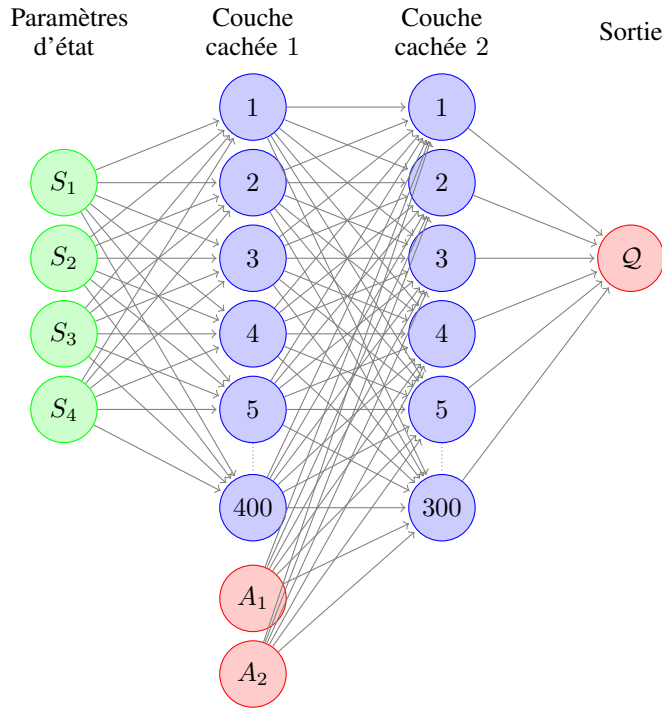 Paramètres
d'état
Couche
cachée 1
Couche
cachée 2
Sortie
S₁
S₂
S₃
S₄
1
2
3
4
5
400
A₁
A₂
1
2
3
4
5
300
𝒬